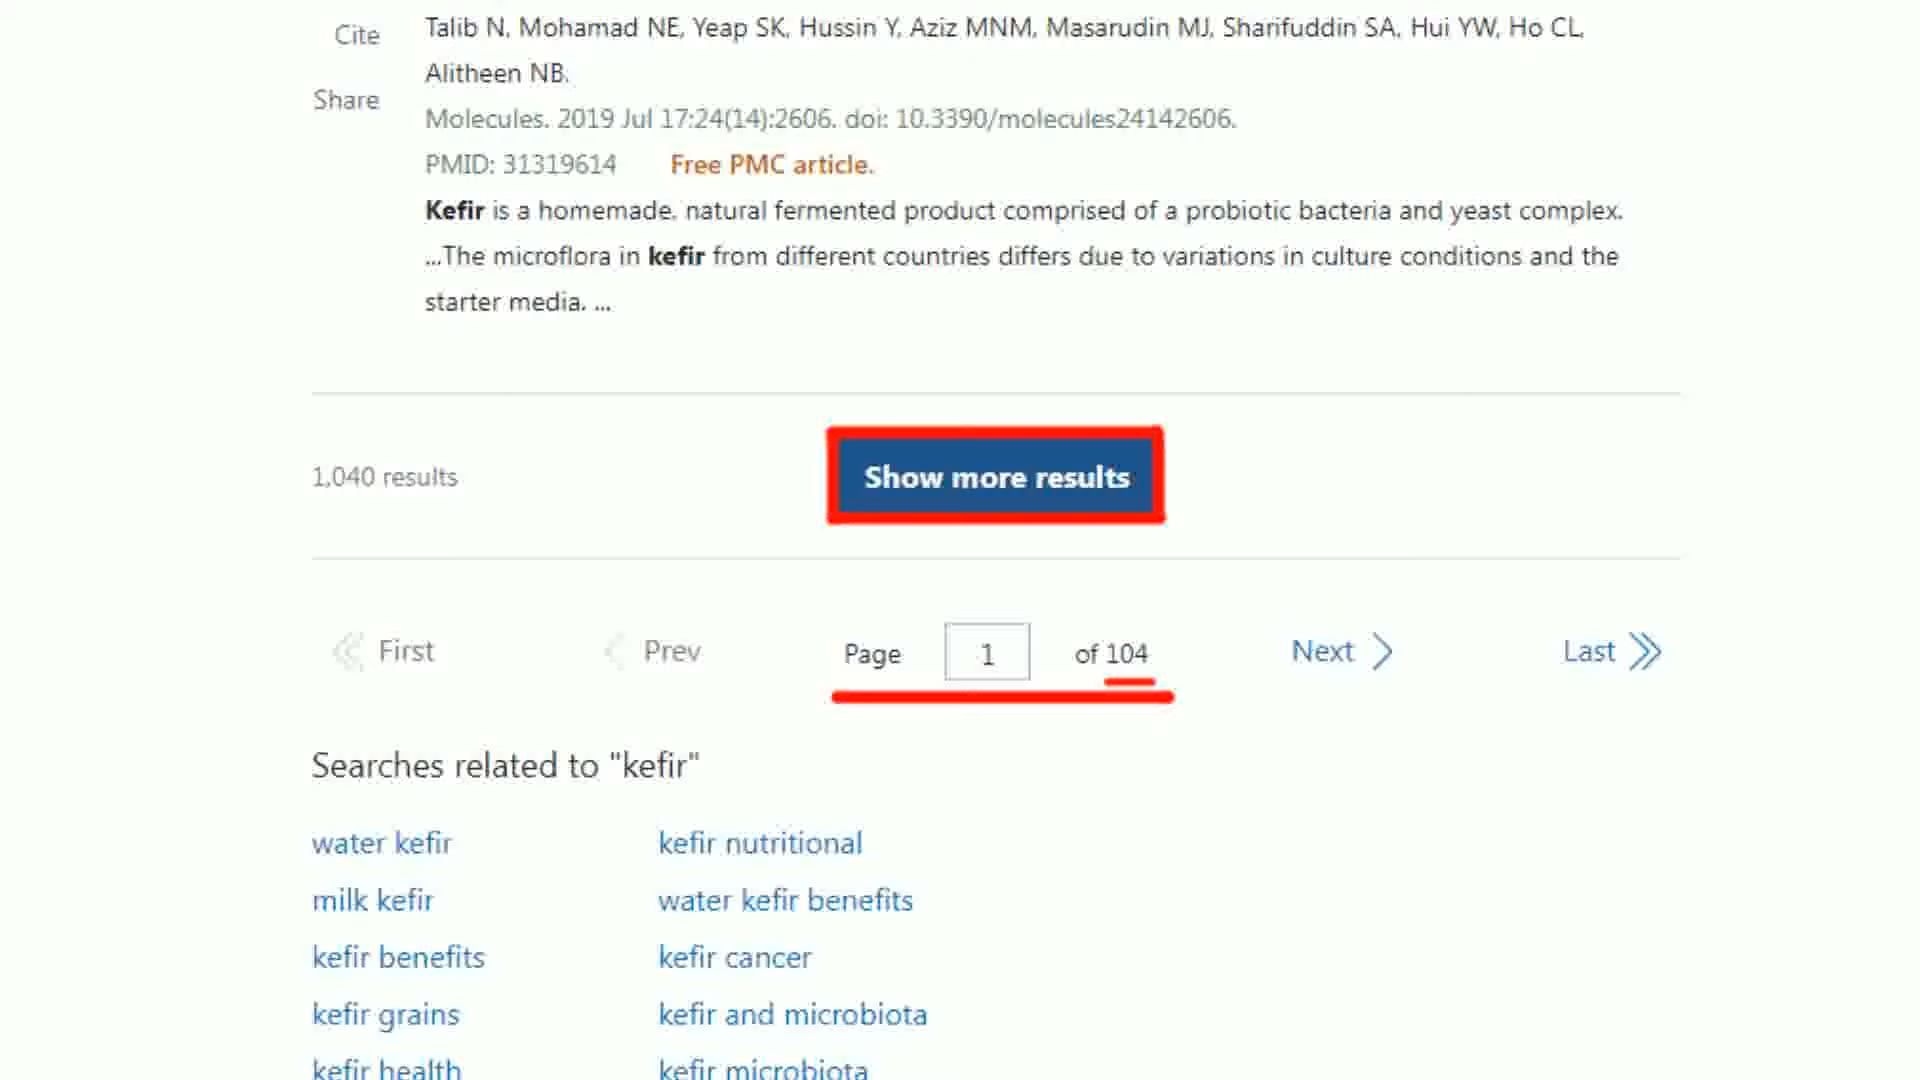 Cite
Talib N, Mohamad NE, Yeap SK, Hussin Y, Aziz MNM, Masarudin MJ, Sharifuddin SA, Hui YW, Ho CL,
Alitheen NB.
Share
Molecules. 2019 Jul 17;24(14):2606. doi: 10.3390/molecules24142606.
PMID: 31319614 Free PMC article.
Kefir is a homemade, natural fermented product comprised of a probiotic bacteria and yeast complex.
...The microflora in kefir from different countries differs due to variations in culture conditions and the
starter media. ...
1,040 results
Show more results
First Prev Page 1 of 104 Next Last
Searches related to "kefir"
water kefir kefir nutritional
milk kefir water kefir benefits
kefir benefits kefir cancer
kefir grains kefir and microbiota
kefir health kefir microbiota